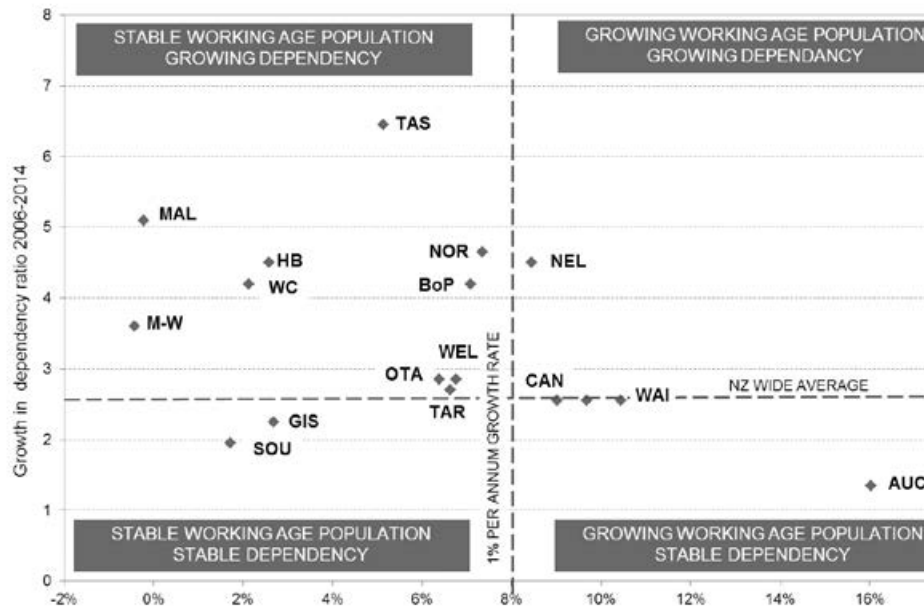 8
STABLE WORKING AGE POPULATION
GROWING DEPENDENCY
GROWING WORKING AGE POPULATION
GROWING DEPENDANCY
7
TAS
6
MAL
5
NOR
HB
NEL
WC
BoP
4
M-W
3
WEL
OTA
CAN
NZ WIDE AVERAGE
WAI
TAR
GIS
2
SOU
AUC
1
STABLE WORKING AGE POPULATION
STABLE DEPENDENCY
GROWING WORKING AGE POPULATION
STABLE DEPENDENCY
0
-2%
0%
2%
4%
6%
8%
10%
12%
14%
16%
Growth in dependency ratio 2006-2014
1% PER ANNUM GROWTH RATE